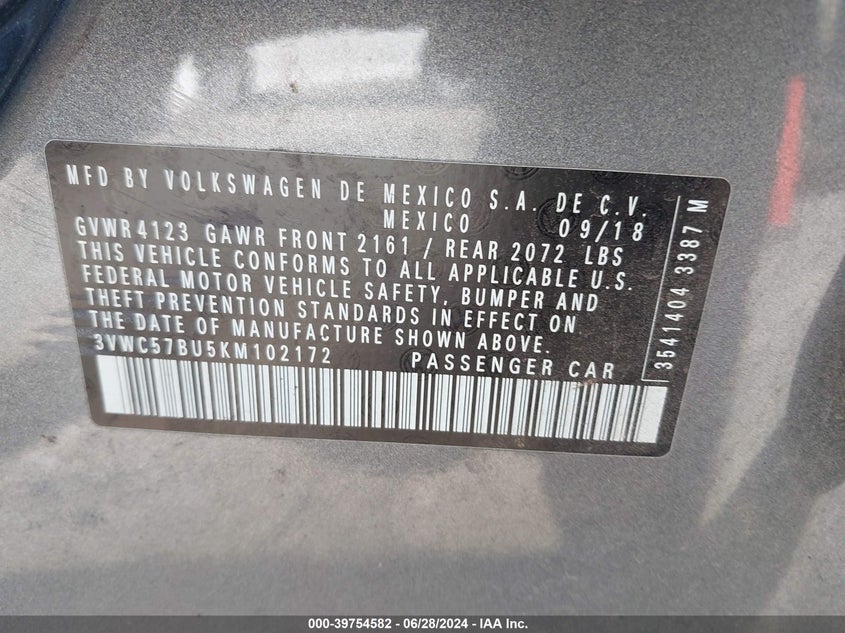 MFD BY VOLKSWAGEN DE MEXICO S.A. DE C.V.
MEXICO 09/18
GVWR4123 GAWR FRONT 2161 / REAR 2072 LBS
THIS VEHICLE CONFORMS TO ALL APPLICABLE U.S.
FEDERAL MOTOR VEHICLE SAFETY, BUMPER AND
THEFT PREVENTION STANDARDS IN EFFECT ON
THE DATE OF MANUFACTURE SHOWN ABOVE.
3VWC57BU5KM102172 PASSENGER CAR
3541404 3387 M
000-39754582 / 06/28/2024 - IAA Inc.